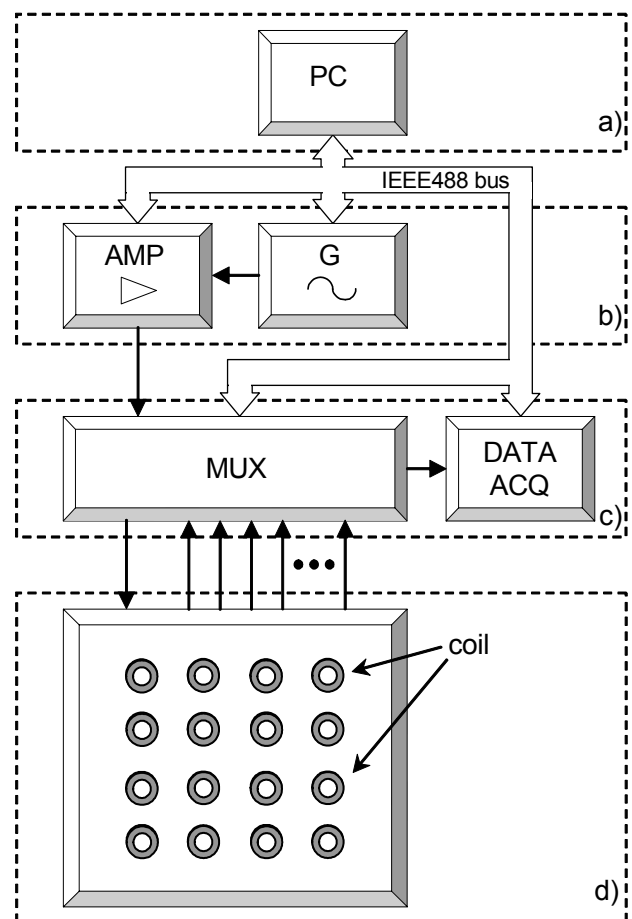 PC
a)
IEEE488 bus
AMP
G
b)
MUX
DATA
ACQ
c)
coil
d)